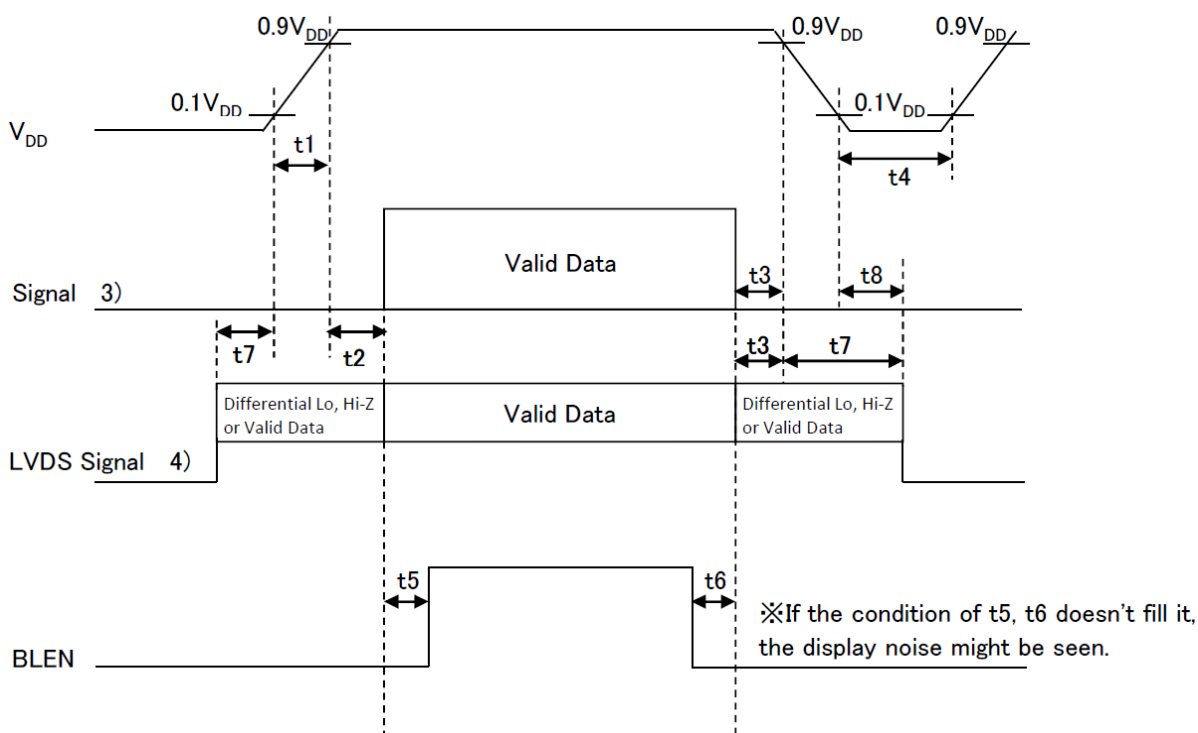 0.9VDD
0.9VDD
0.9VDD
0.1VDD
0.1VDD
VDD
t1
t4
Valid Data
t3
t8
Signal 3)
t7
t2
t3
t7
Differential Lo, Hi-Z
or Valid Data
Valid Data
Differential Lo, Hi-Z
or Valid Data
LVDS Signal 4)
t5
t6
※If the condition of t5, t6 doesn't fill it,
the display noise might be seen.
BLEN